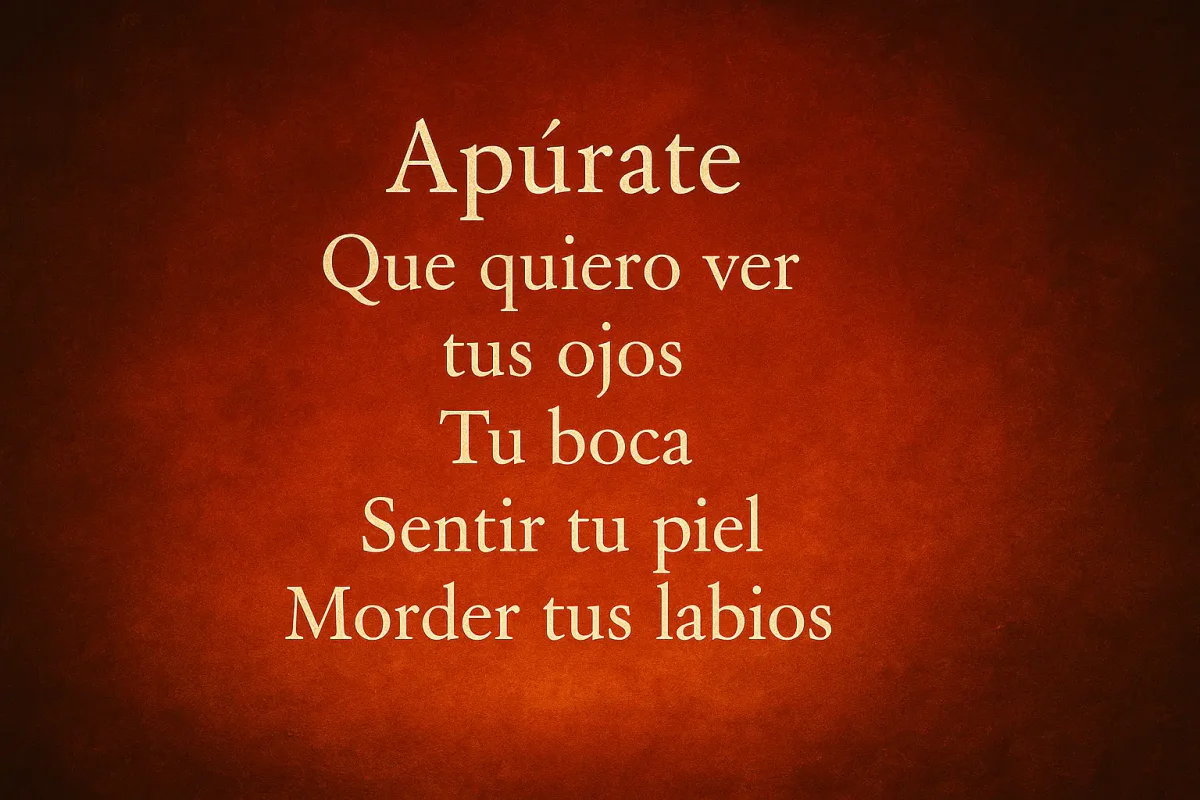 Apúrate
Que quiero ver
tus ojos
Tu boca
Sentir tu piel
Morder tus labios